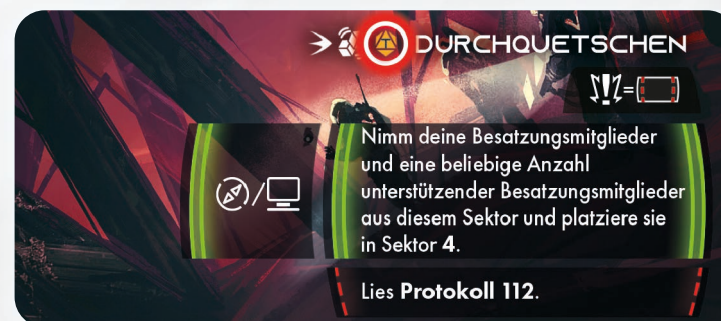 DURCHQUETSCHEN
Nimm deine Besatzungsmitglieder
und eine beliebige Anzahl
unterstützender Besatzungsmitglieder
aus diesem Sektor und platziere sie
in Sektor 4.
Lies Protokoll 112.